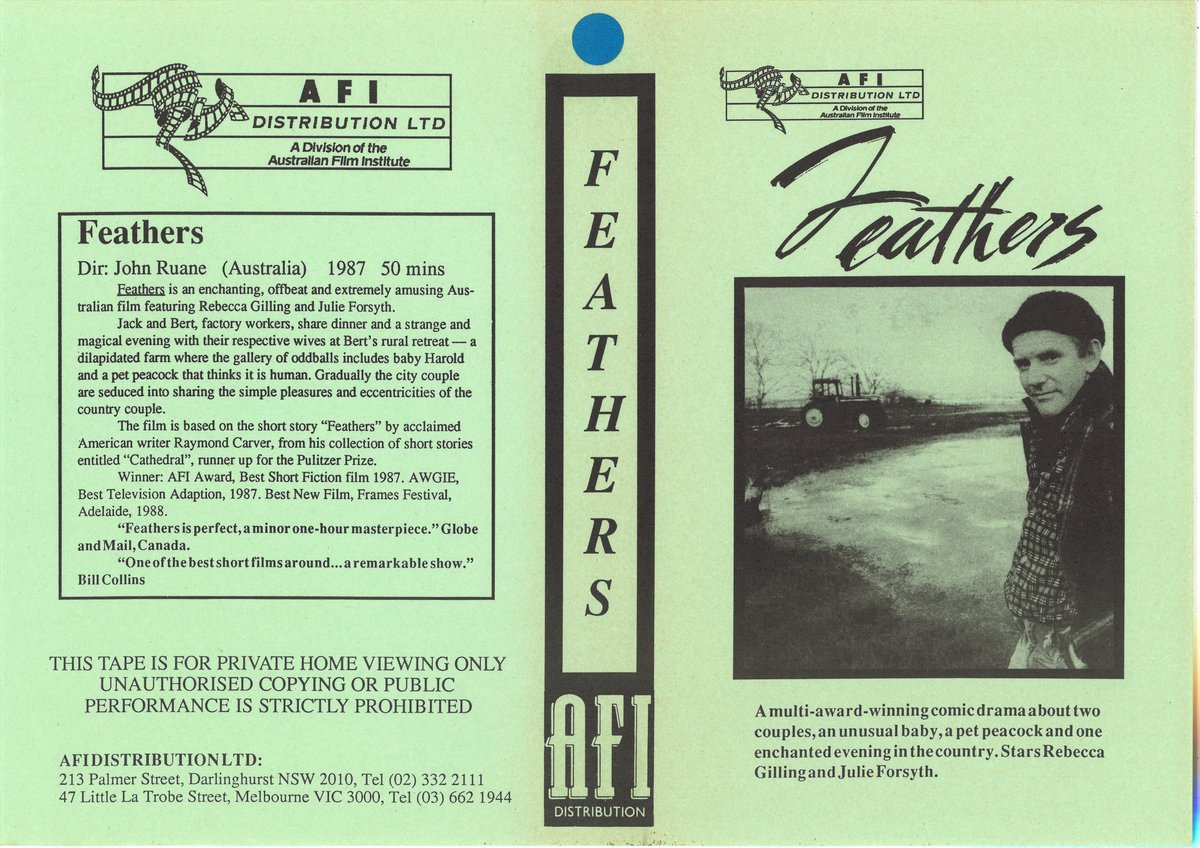 AFI
DISTRIBUTION LTD
A Division of the
Australian Film Institute
Feathers
Dir: John Ruane (Australia) 1987 50 mins
Feathers is an enchanting, offbeat and extremely amusing Aus-
tralian film featuring Rebecca Gilling and Julie Forsyth.
Jack and Bert, factory workers, share dinner and a strange and
magical evening with their respective wives at Bert's rural retreat — a
dilapidated farm where the gallery of oddballs includes baby Harold
and a pet peacock that thinks it is human. Gradually the city couple
are seduced into sharing the simple pleasures and eccentricities of the
country couple.
The film is based on the short story "Feathers" by acclaimed
American writer Raymond Carver, from his collection of short stories
entitled "Cathedral", runner up for the Pulitzer Prize.
Winner: AFI Award, Best Short Fiction film 1987. AWGIE,
Best Television Adaption, 1987. Best New Film, Frames Festival,
Adelaide, 1988.
"Feathers is perfect, a minor one-hour masterpiece." Globe
and Mail, Canada.
"One of the best short films around... a remarkable show."
Bill Collins
THIS TAPE IS FOR PRIVATE HOME VIEWING ONLY
UNAUTHORISED COPYING OR PUBLIC
PERFORMANCE IS STRICTLY PROHIBITED
AFI DISTRIBUTION LTD:
213 Palmer Street, Darlinghurst NSW 2010, Tel (02) 332 2111
47 Little La Trobe Street, Melbourne VIC 3000, Tel (03) 662 1944
FEATHERS
AFI
DISTRIBUTION
AFI
DISTRIBUTION LTD
A Division of the
Australian Film Institute
Feathers
A multi-award-winning comic drama about two
couples, an unusual baby, a pet peacock and one
enchanted evening in the country. Stars Rebecca
Gilling and Julie Forsyth.